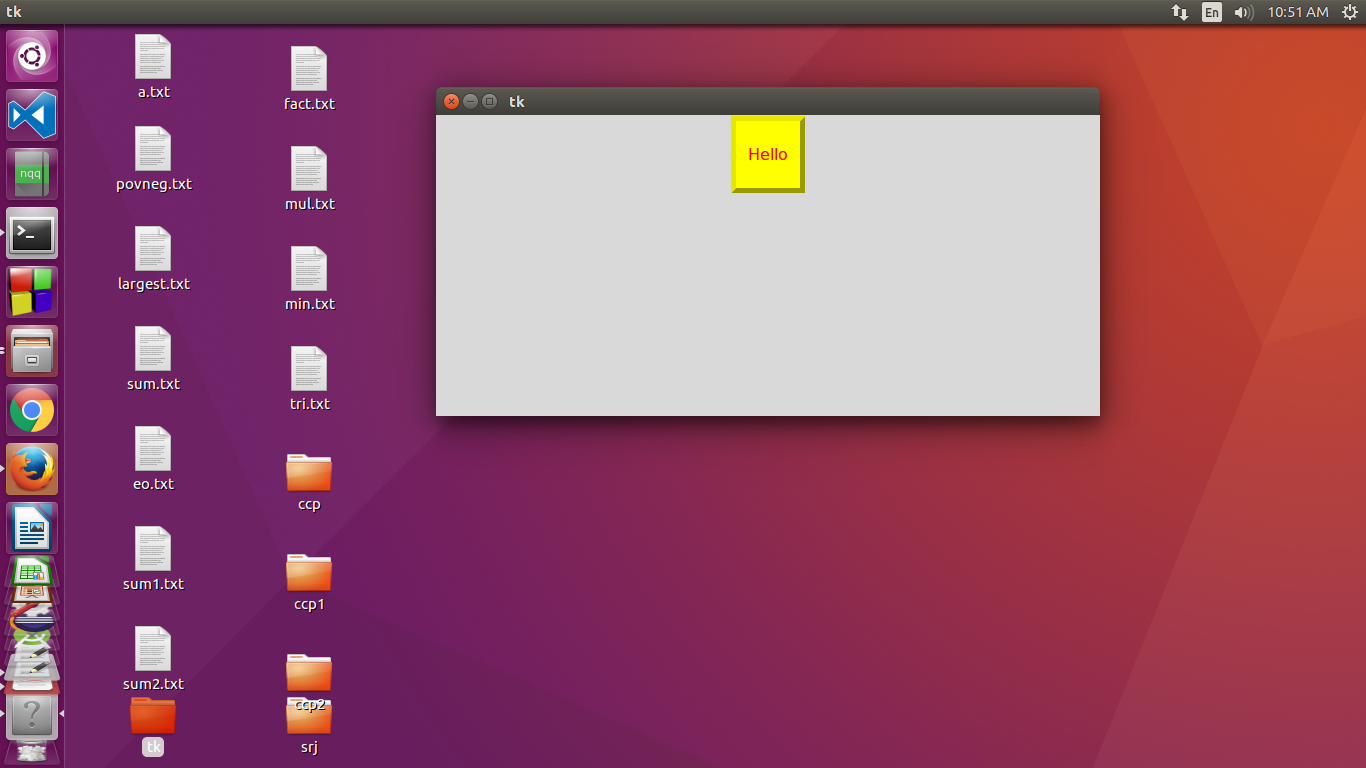 tk
En
10:51 AM
nqq
>_
?
a.txt
povneg.txt
largest.txt
sum.txt
eo.txt
sum1.txt
sum2.txt
tk
fact.txt
mul.txt
min.txt
tri.txt
ccp
ccp1
ccp2
srj
tk
Hello